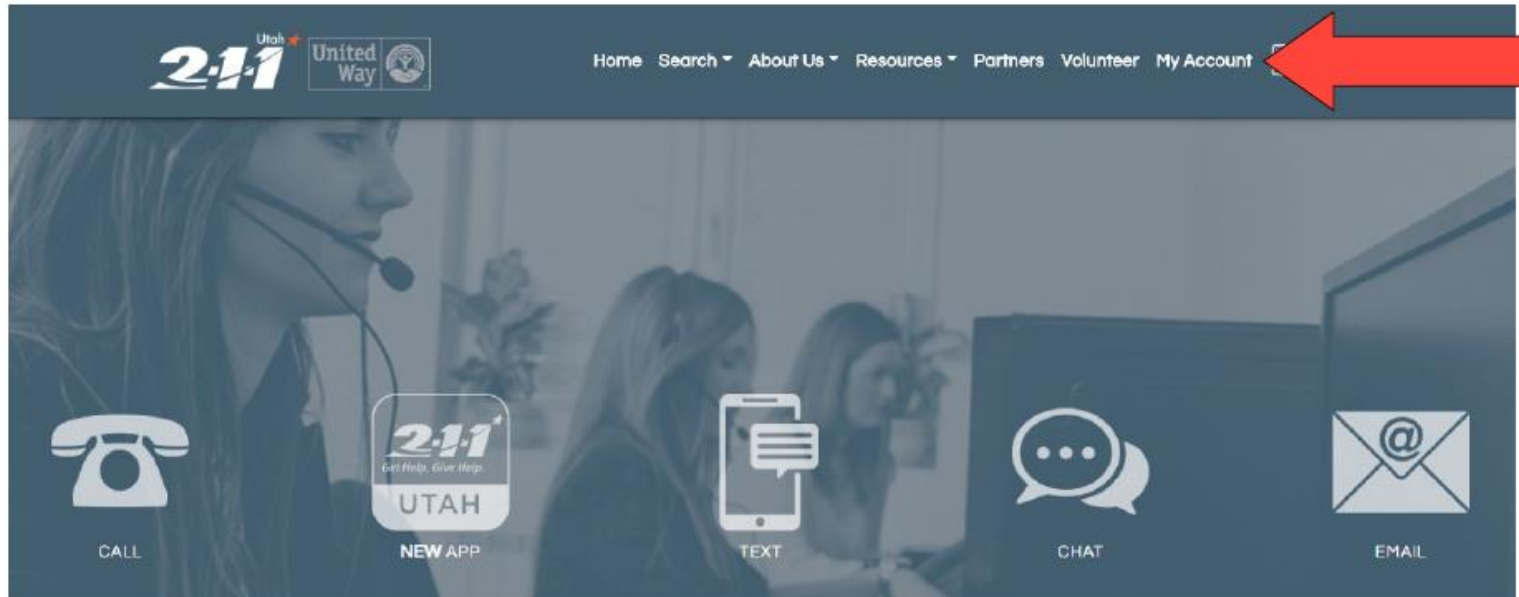 Utah
2-1-1
United
Way
Home Search About Us Resources Partners Volunteer My Account
2-1-1
Get Help. Give Help.
UTAH
CALL
NEW APP
TEXT
CHAT
EMAIL
@